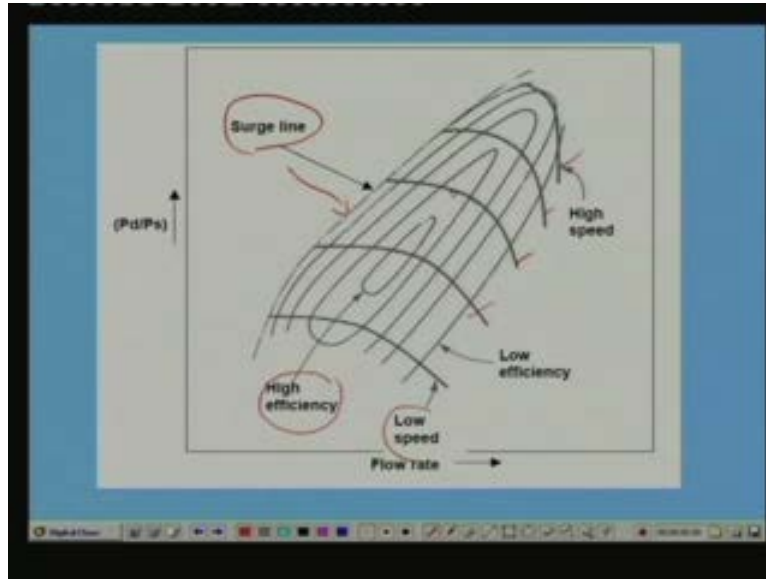 Surge line
(Pd/Ps)
High
speed
Low
efficiency
High
efficiency
Low
speed
Flow rate